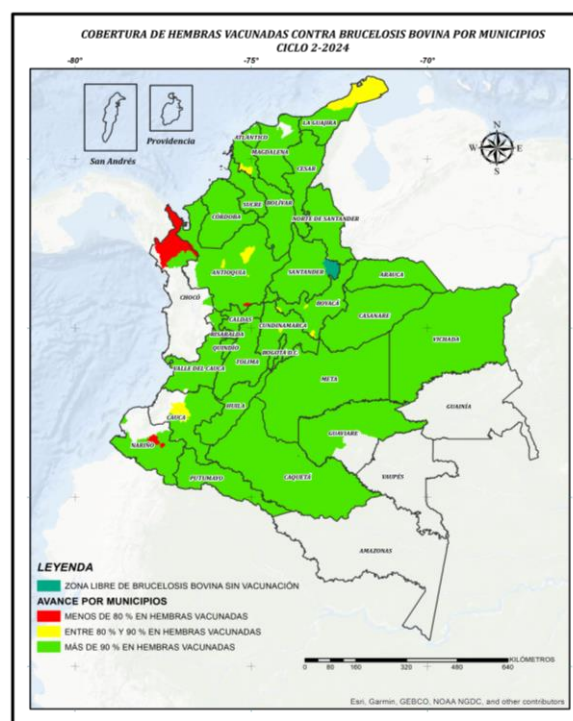 COBERTURA DE HEMBRAS VACUNADAS CONTRA BRUCELOSIS BOVINA POR MUNICIPIOS
CICLO 2-2024
-80°
-75°
-70°
San Andrés
Providencia
N
W
E
S
LA GUAJIRA
ATLÁNTICO
MAGDALENA
CESAR
SUCRE
BOLÍVAR
NORTE DE SANTANDER
CÓRDOBA
ANTIOQUIA
SANTANDER
ARAUCA
CHOCÓ
BOYACÁ
CASANARE
CALDAS
CUNDINAMARCA
RISARALDA
VICHADA
QUINDÍO
BOGOTÁ D.C.
TOLIMA
VALLE DEL CAUCA
META
GUAINÍA
CAUCA
HUILA
GUAVIARE
NARIÑO
VAUPÉS
PUTUMAYO
CAQUETÁ
AMAZONAS
10°
5°
0°
LEYENDA
ZONA LIBRE DE BRUCELOSIS BOVINA SIN VACUNACIÓN
AVANCE POR MUNICIPIOS
MENOS DE 80 % EN HEMBRAS VACUNADAS
ENTRE 80 % Y 90 % EN HEMBRAS VACUNADAS
MÁS DE 90 % EN HEMBRAS VACUNADAS
KILÓMETROS
0 80 160 320 480 640
Esri, Garmin, GEBCO, NOAA NGDC, and other contributors